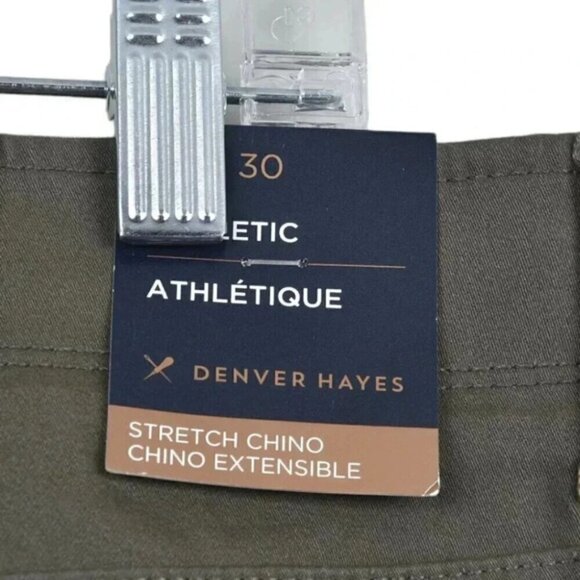 30
LETIC
ATHLÉTIQUE
DENVER HAYES
STRETCH CHINO
CHINO EXTENSIBLE